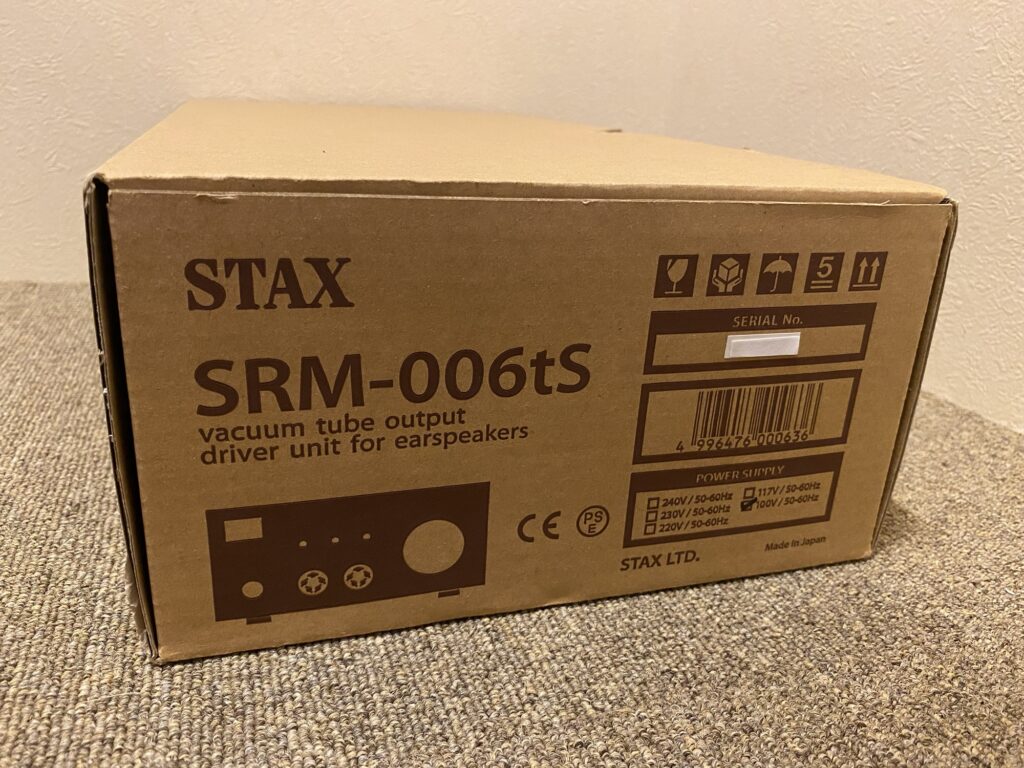 STAX
SRM-006tS
vacuum tube output
driver unit for earspeakers
CE
PS
E
5
SERIAL No.
4 996476 000636
POWER SUPPLY
240V / 50-60Hz
117V / 50-60Hz
230V / 50-60Hz
100V / 50-60Hz
220V / 50-60Hz
STAX LTD.
Made in Japan